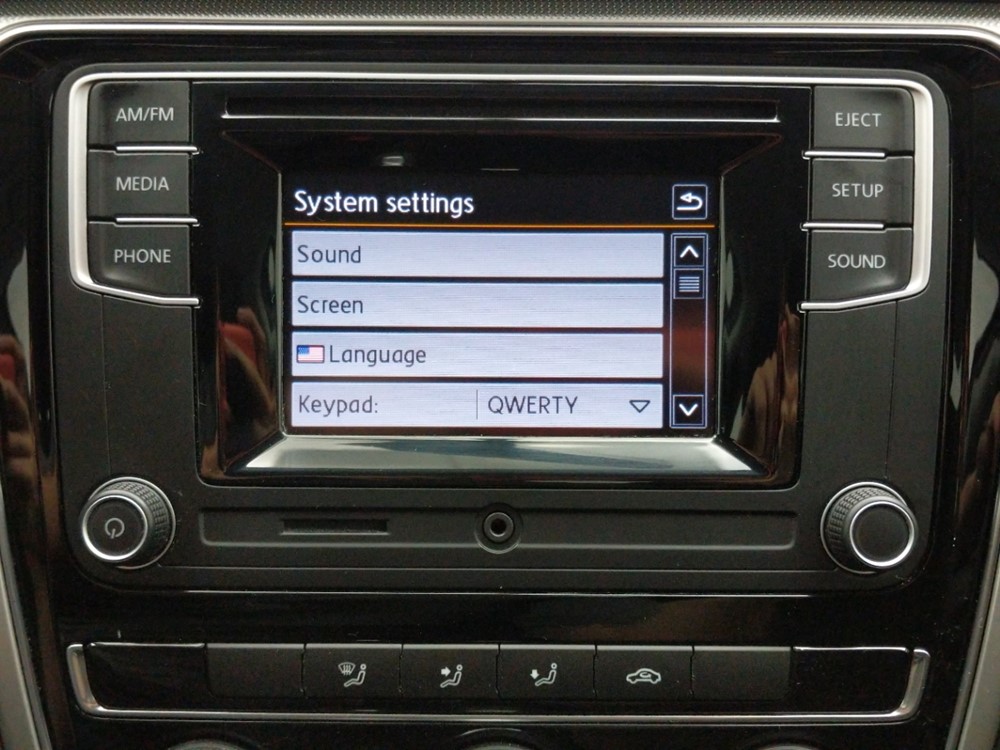 AM/FM
MEDIA
PHONE
System settings
Sound
Screen
Language
Keypad: QWERTY
EJECT
SETUP
SOUND